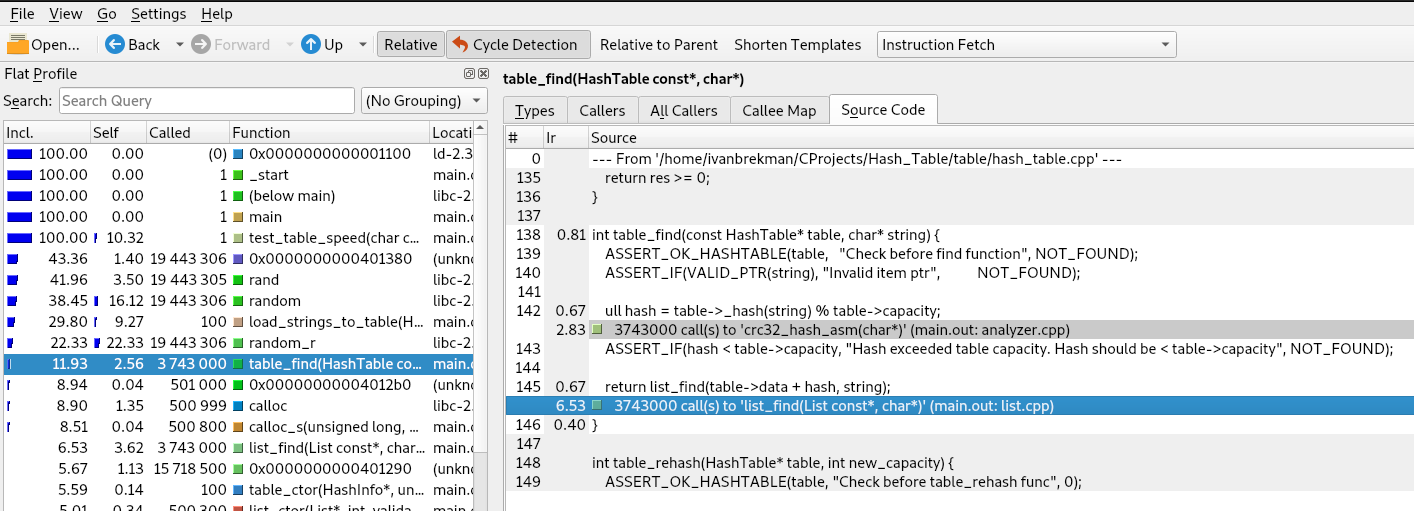 File View Go Settings Help
Open... Back Forward Up Relative Cycle Detection Relative to Parent Shorten Templates Instruction Fetch
Flat Profile
Search: Search Query (No Grouping)
Incl. Self Called Function Locati
100.00 0.00 (0) 0x0000000000001100 ld-2.3
100.00 0.00 1 _start main.c
100.00 0.00 1 (below main) libc-2.
100.00 0.00 1 main main.c
100.00 10.32 1 test_table_speed(char c... main.c
43.36 1.40 19 443 306 0x0000000000401380 (unkn
41.96 3.50 19 443 305 rand libc-2.
38.45 16.12 19 443 306 random libc-2.
29.80 9.27 100 load_strings_to_table(H... main.c
22.33 22.33 19 443 306 random_r libc-2.
11.93 2.56 3 743 000 table_find(HashTable co... main.c
8.94 0.04 501 000 0x00000000004012b0 (unkn
8.90 1.35 500 999 calloc libc-2.
8.51 0.04 500 800 calloc_s(unsigned long, ... main.c
6.53 3.62 3 743 000 list_find(List const*, char... main.c
5.67 1.13 15 718 500 0x0000000000401290 (unkn
5.59 0.14 100 table_ctor(HashInfo*, un... main.c
5.01 0.34 500 300 list_ctor(List*, int, valida main.c
table_find(HashTable const*, char*)
Types Callers All Callers Callee Map Source Code
# Ir Source
0 --- From '/home/ivanbrekman/CProjects/Hash_Table/table/hash_table.cpp' ---
135 return res >= 0;
136 }
137
138 0.81 int table_find(const HashTable* table, char* string) {
139 ASSERT_OK_HASHTABLE(table, "Check before find function", NOT_FOUND);
140 ASSERT_IF(VALID_PTR(string), "Invalid item ptr", NOT_FOUND);
141
142 0.67 ull hash = table->_hash(string) % table->capacity;
2.83 3743000 call(s) to 'crc32_hash_asm(char*)' (main.out: analyzer.cpp)
143 ASSERT_IF(hash < table->capacity, "Hash exceeded table capacity. Hash should be < table->capacity", NOT_FOUND);
144
145 0.67 return list_find(table->data + hash, string);
6.53 3743000 call(s) to 'list_find(List const*, char*)' (main.out: list.cpp)
146 0.40 }
147
148 int table_rehash(HashTable* table, int new_capacity) {
149 ASSERT_OK_HASHTABLE(table, "Check before table_rehash func", 0);